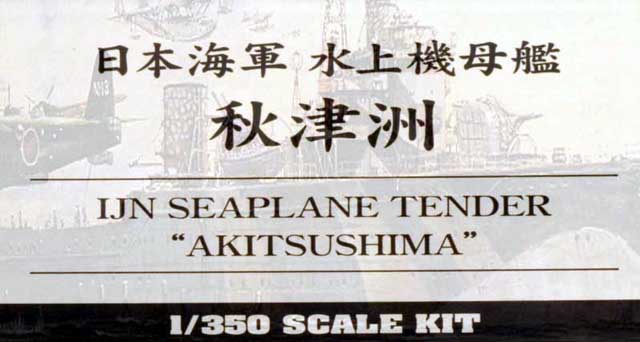 日本海軍 水上機母艦
秋津洲
IJN SEAPLANE TENDER
“AKITSUSHIMA”
1/350 SCALE KIT